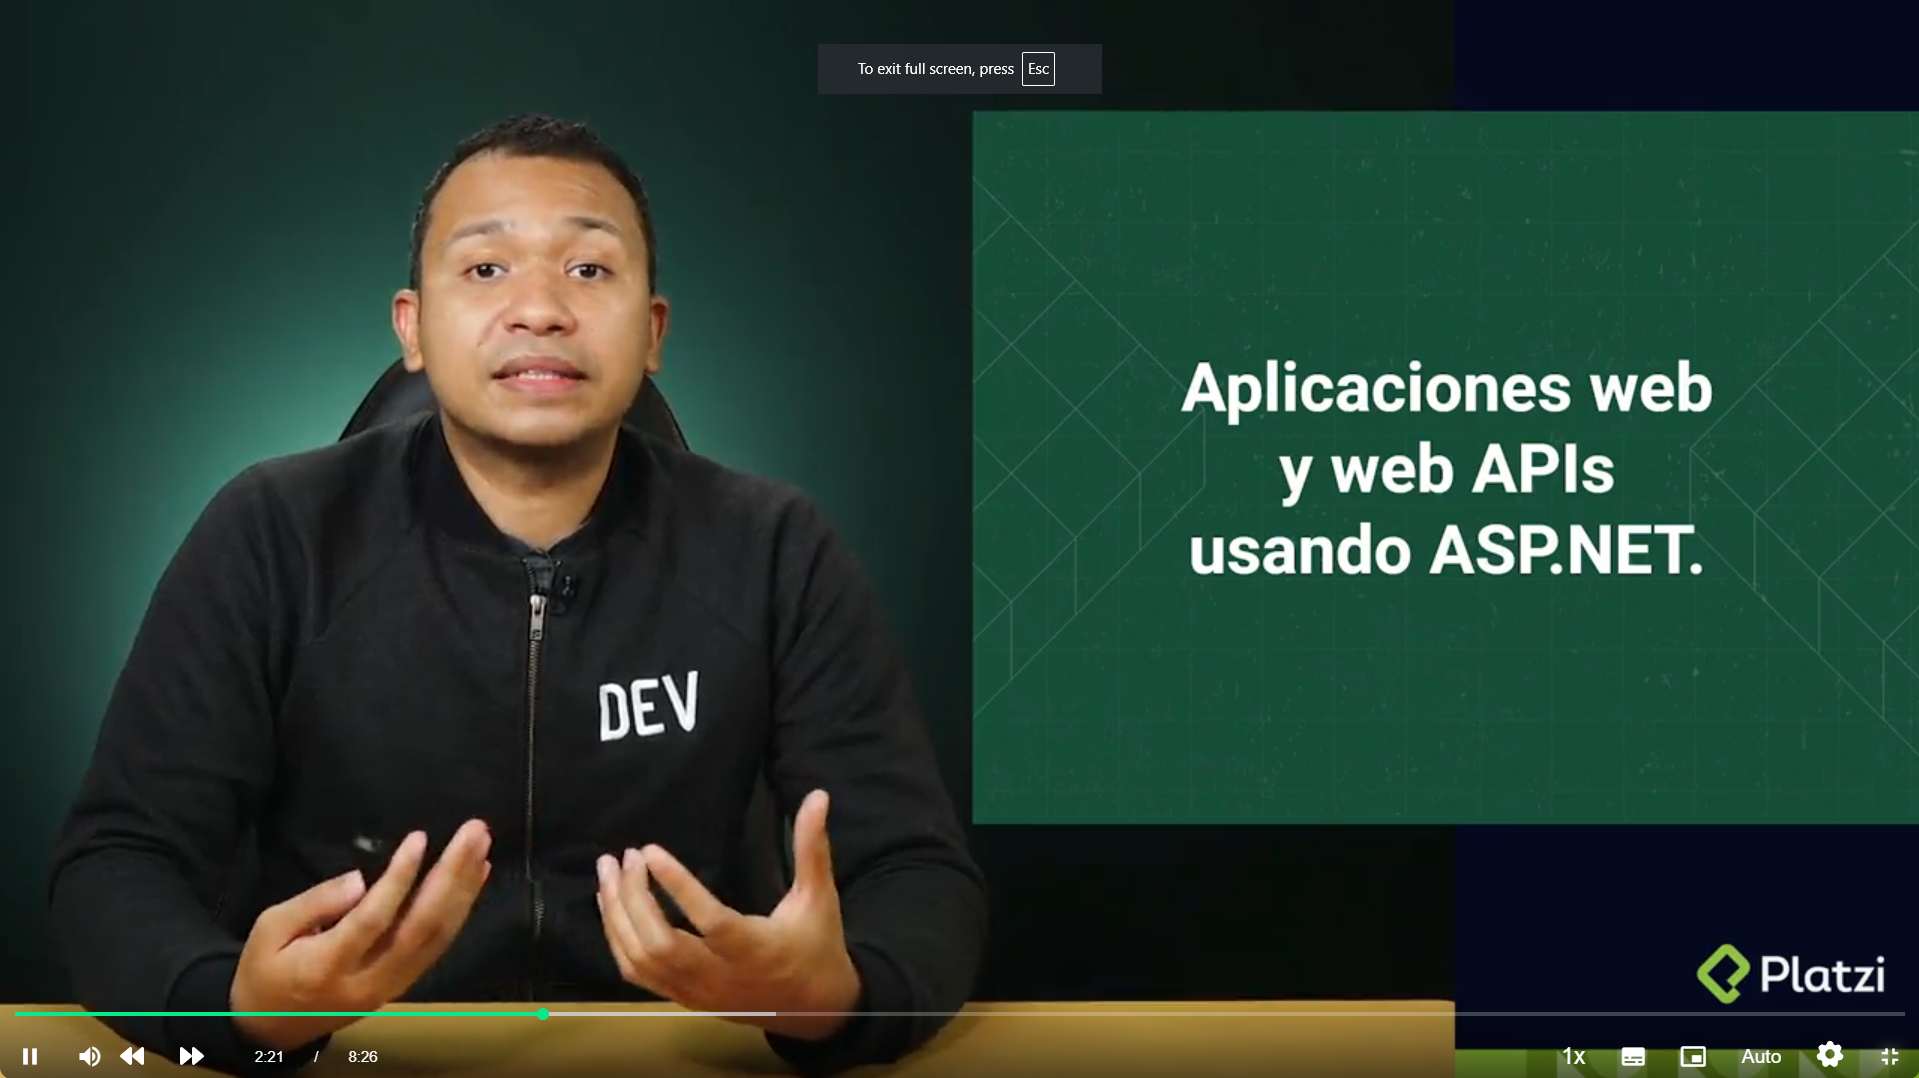 To exit full screen, press Esc
Aplicaciones web
y web APIs
usando ASP.NET.
DEV
Platzi
2:21 / 8:26
1x
Auto